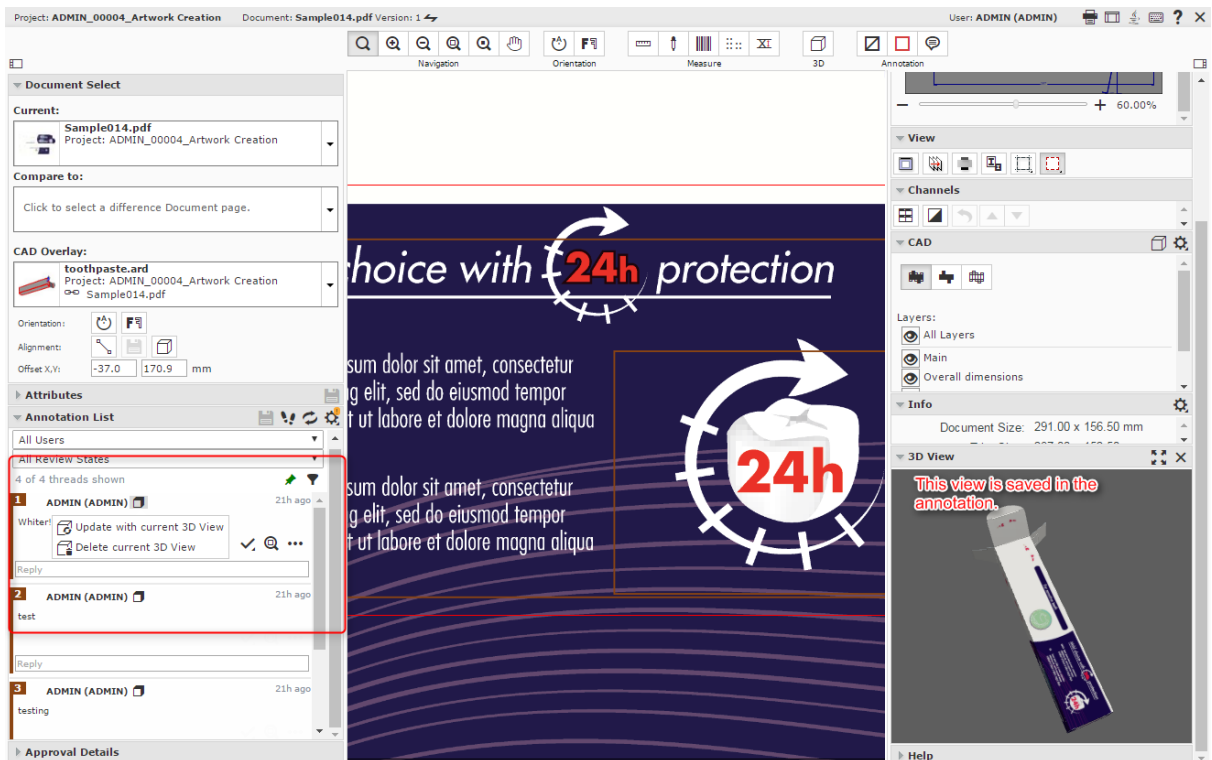 Project: ADMIN_00004_Artwork Creation Document: Sample014.pdf Version: 1 User: ADMIN (ADMIN)
Navigation Orientation Measure 3D Annotation
Document Select
Current:
Sample014.pdf
Project: ADMIN_00004_Artwork Creation
Compare to:
Click to select a difference Document page.
CAD Overlay:
toothpaste.ard
Project: ADMIN_00004_Artwork Creation
Sample014.pdf
Orientation:
Alignment:
Offset X,Y: -37.0 170.9 mm
Attributes
Annotation List
All Users
All Review States
4 of 4 threads shown
1 ADMIN (ADMIN) 21h ago
Whiter!
Update with current 3D View
Delete current 3D View
Reply
2 ADMIN (ADMIN) 21h ago
test
Reply
3 ADMIN (ADMIN) 21h ago
testing
Approval Details
hoice with 24h protection
sum dolor sit amet, consectetur
g elit, sed do eiusmod tempor
t ut labore et dolore magna aliqua
24h
sum dolor sit amet, consectetur
g elit, sed do eiusmod tempor
t ut labore et dolore magna aliqua
60.00%
View
Channels
CAD
Layers:
All Layers
Main
Overall dimensions
Info
Document Size: 291.00 x 156.50 mm
3D View
This view is saved in the
annotation.
Help